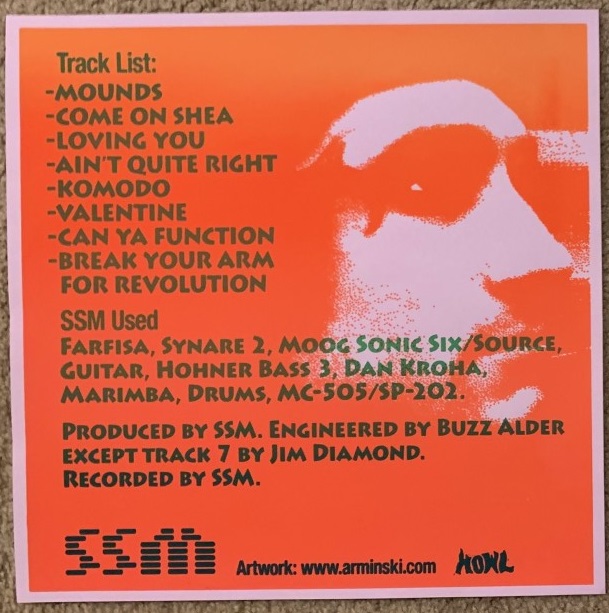 Track List:
-MOUNDS
-COME ON SHEA
-LOVING YOU
-AIN'T QUITE RIGHT
-KOMODO
-VALENTINE
-CAN YA FUNCTION
-BREAK YOUR ARM
FOR REVOLUTION
SSM Used
FARFISA, SYNARE 2, MOOG SONIC SIX/SOURCE,
GUITAR, HOHNER BASS 3, DAN KROHA,
MARIMBA, DRUMS, MC-505/SP-202.
PRODUCED BY SSM. ENGINEERED BY BUZZ ALDER
EXCEPT TRACK 7 BY JIM DIAMOND.
RECORDED BY SSM.
SSM Artwork: www.arminski.com HOWL